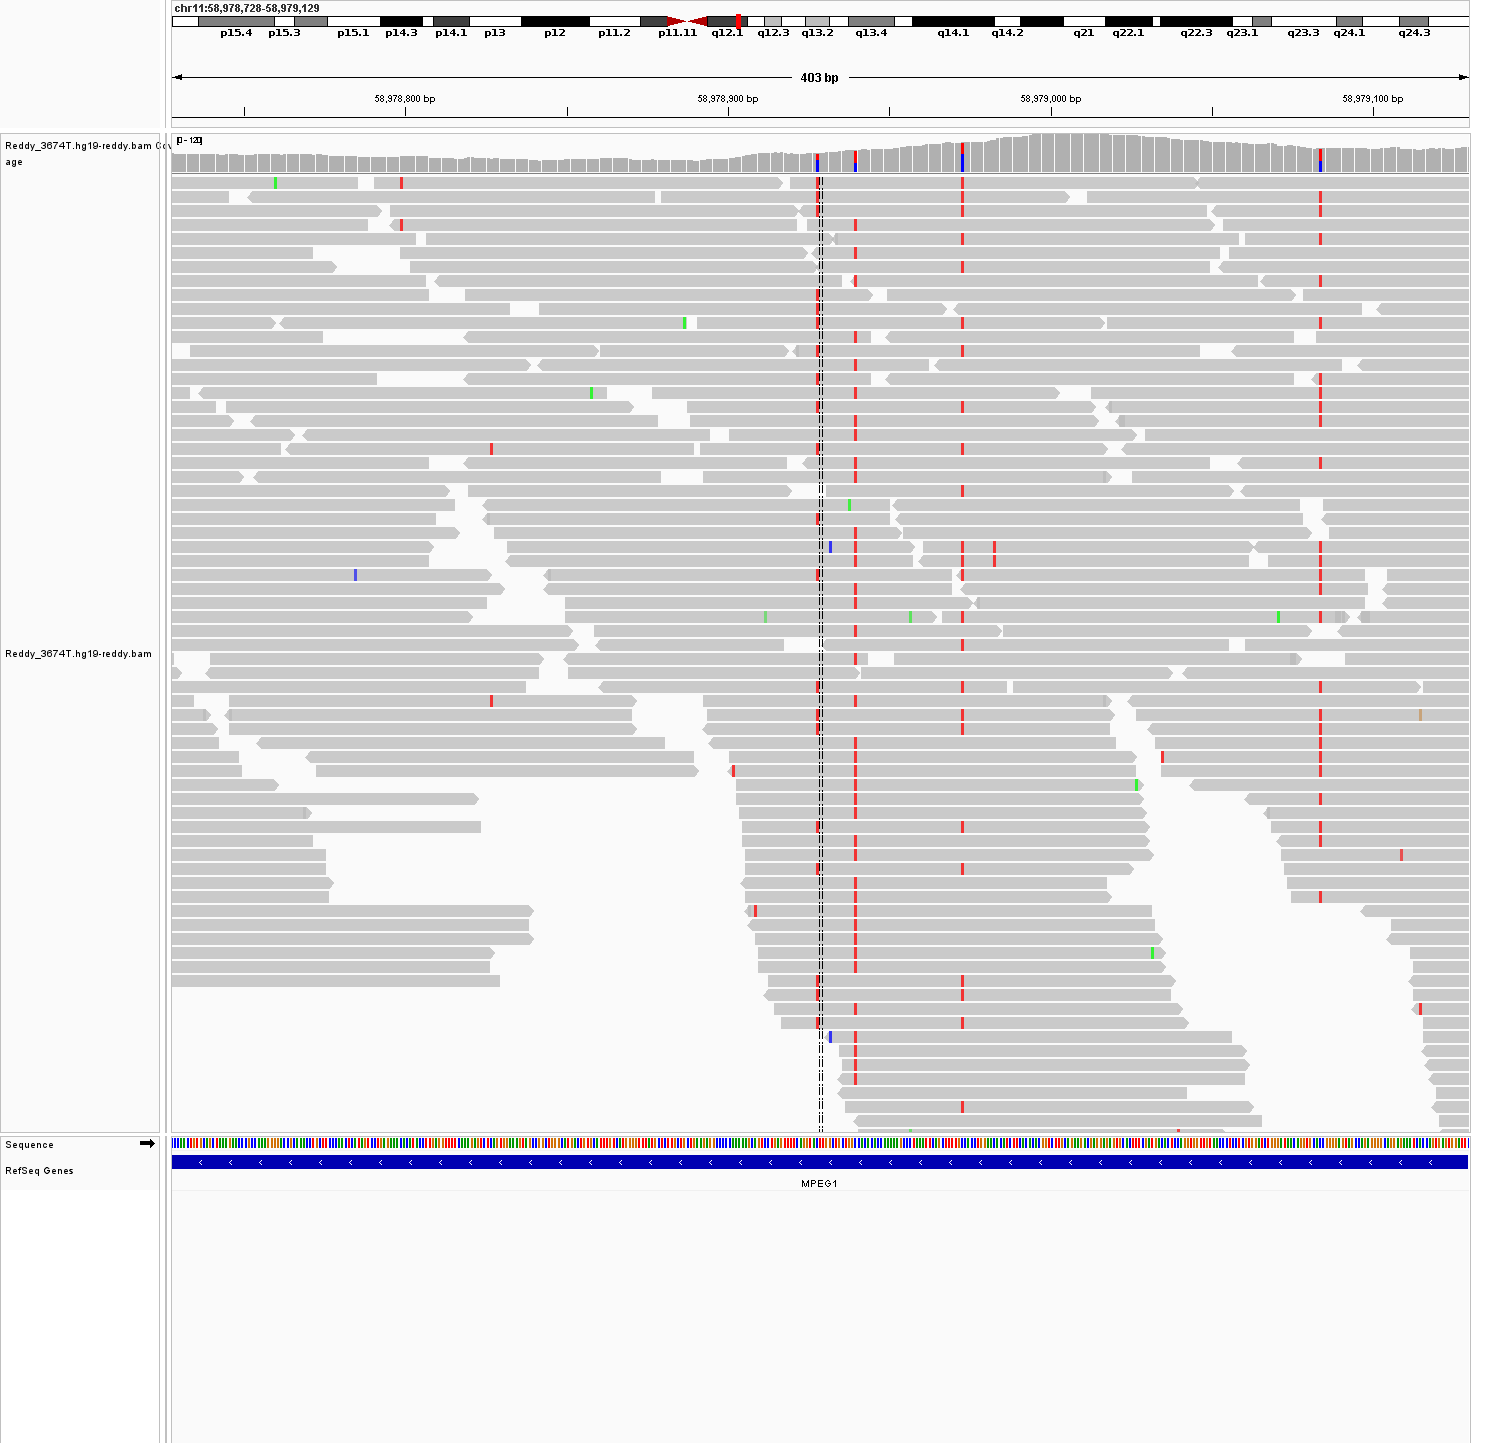 chr11:58,978,728-58,979,129
p15.4 p15.3 p15.1 p14.3 p14.1 p13 p12 p11.2 p11.11 q12.1 q12.3 q13.2 q13.4 q14.1 q14.2 q21 q22.1 q22.3 q23.1 q23.3 q24.1 q24.3
403 bp
58,978,800 bp 58,978,900 bp 58,979,000 bp 58,979,100 bp
[0 - 120]
Reddy_3674T.hg19-reddy.bam Cov
age
Reddy_3674T.hg19-reddy.bam
Sequence
RefSeq Genes
MPEG1